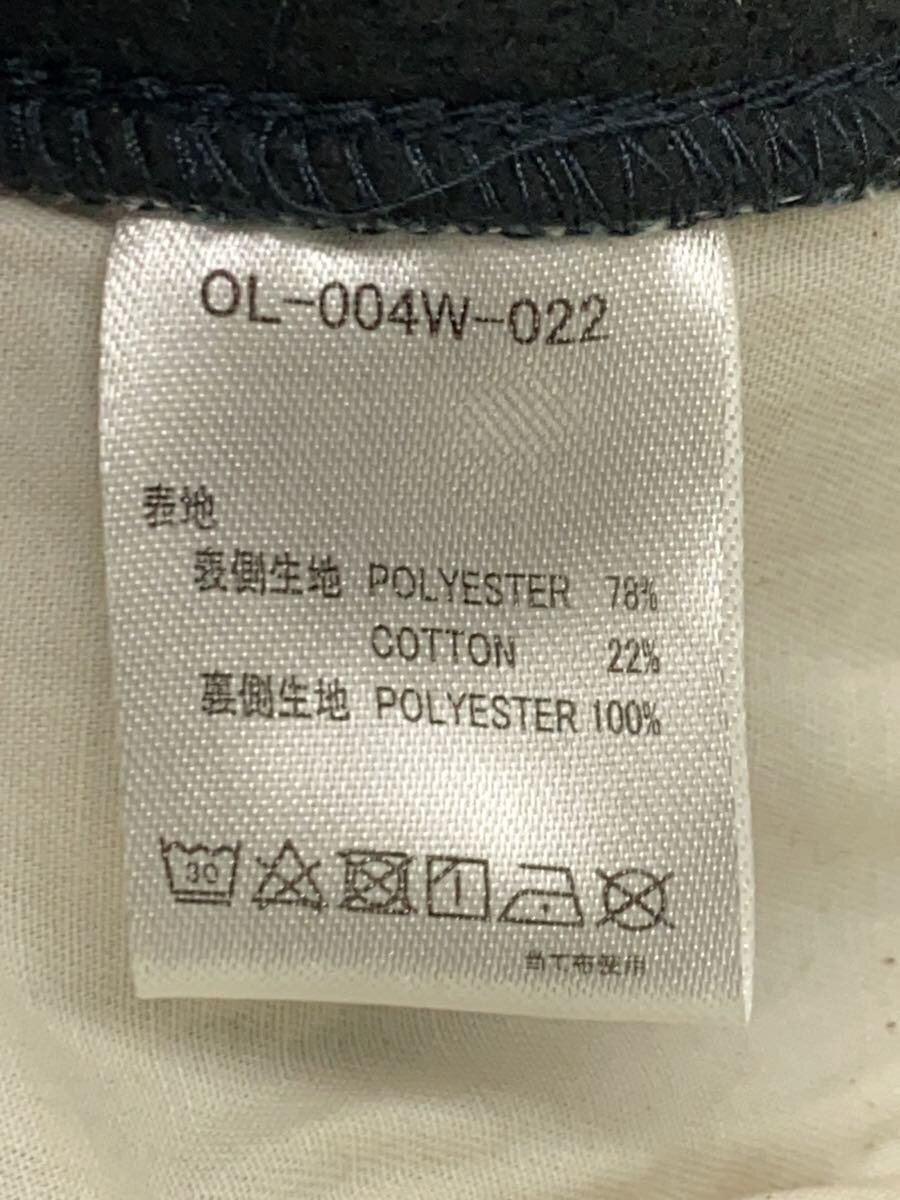 OL-004W-022
表地
表側生地 POLYESTER 78%
COTTON 22%
裏側生地 POLYESTER 100%
30
当て布使用